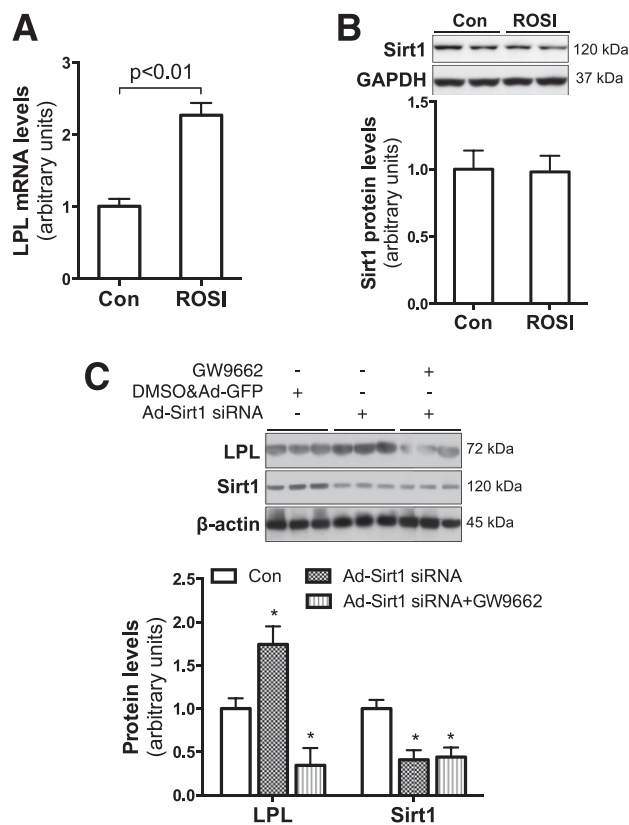 A
LPL mRNA levels
(arbitrary units)
3
2
1
0
p<0.01
Con
ROSI
B
Con ROSI
Sirt1 120 kDa
GAPDH 37 kDa
Sirt1 protein levels
(arbitrary units)
1.5
1.0
0.5
0.0
Con
ROSI
C
GW9662 - - +
DMSO&Ad-GFP + - -
Ad-Sirt1 siRNA - + +
LPL 72 kDa
Sirt1 120 kDa
β-actin 45 kDa
Protein levels
(arbitrary units)
2.5
2.0
1.5
1.0
0.5
0.0
Con
Ad-Sirt1 siRNA
Ad-Sirt1 siRNA+GW9662
* * * *
LPL
Sirt1